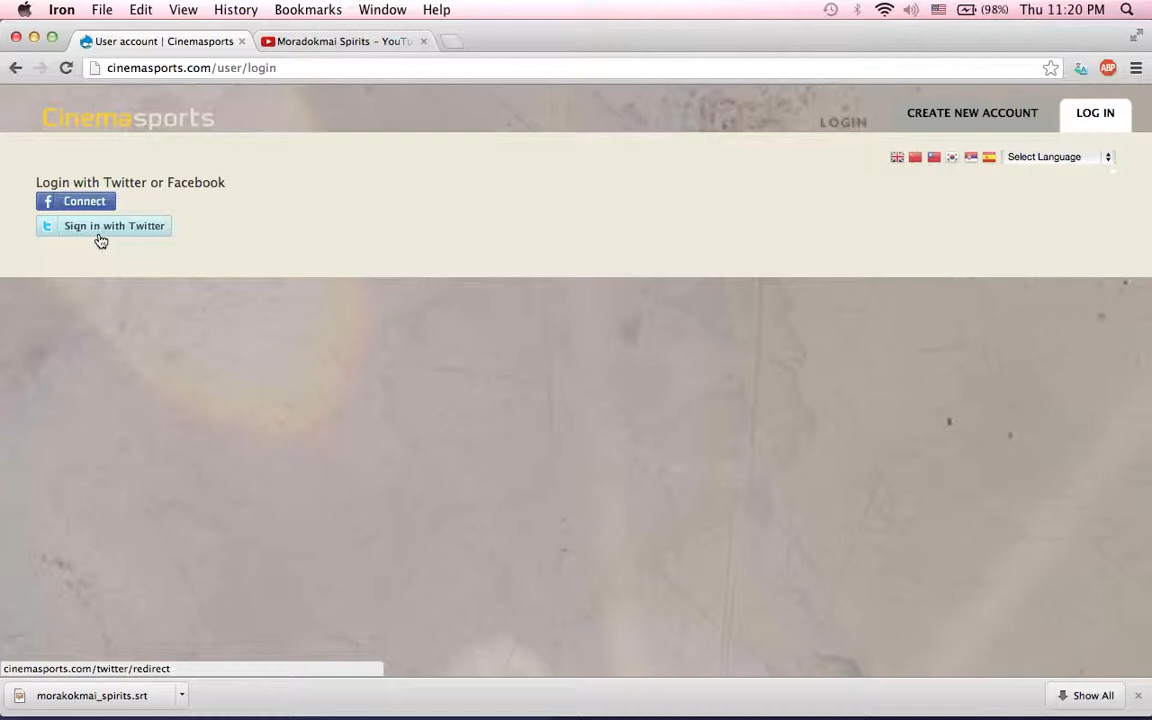 Iron File Edit View History Bookmarks Window Help (98%) Thu 11:20 PM
User account | Cinemasports Moradokmai Spirits – YouTu
cinemasports.com/user/login ABP
Cinemasports LOGIN CREATE NEW ACCOUNT LOG IN
Select Language
Login with Twitter or Facebook
f Connect
t Sign in with Twitter
cinemasports.com/twitter/redirect
morakokmai_spirits.srt Show All